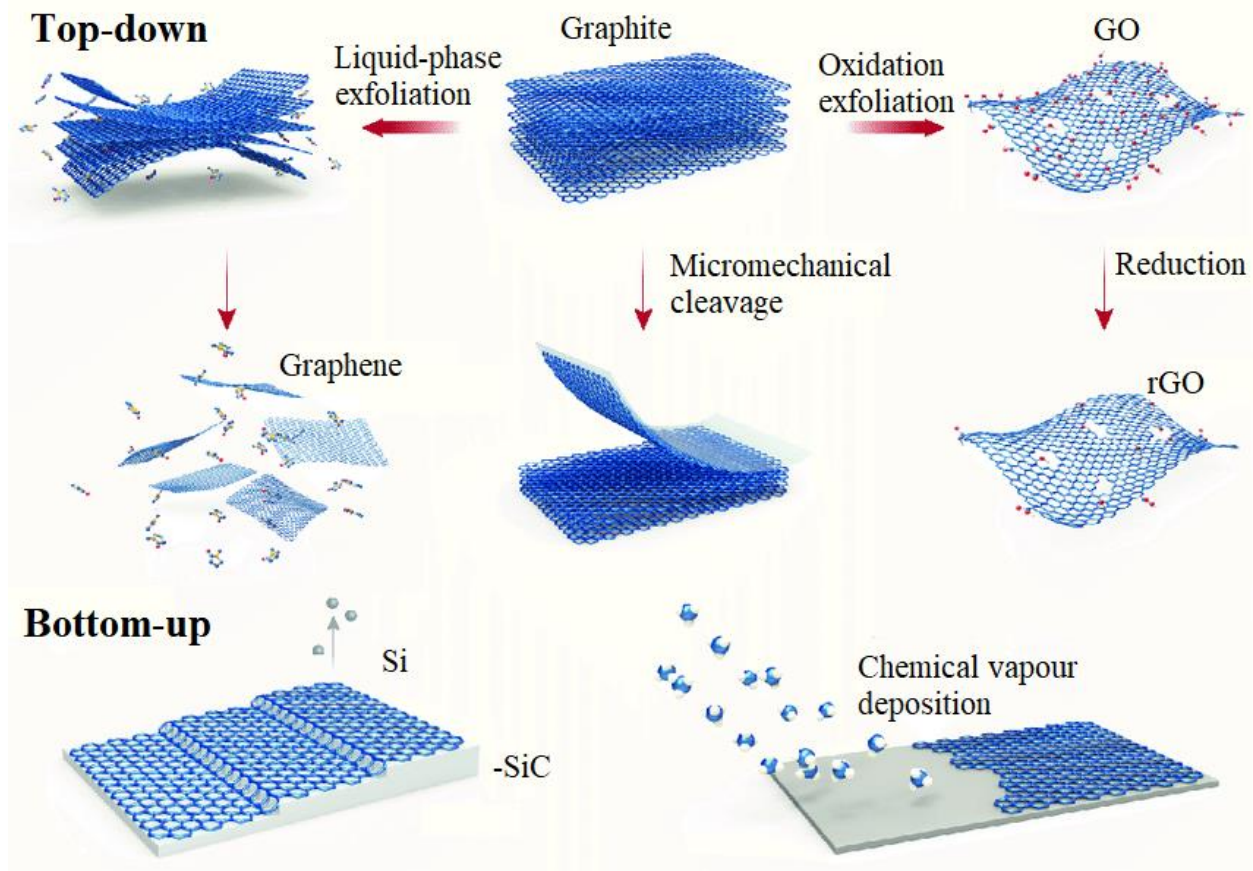 Top-down
Graphite
GO
Liquid-phase
exfoliation
Oxidation
exfoliation
Micromechanical
cleavage
Reduction
Graphene
rGO
Bottom-up
Si
Chemical vapour
deposition
-SiC